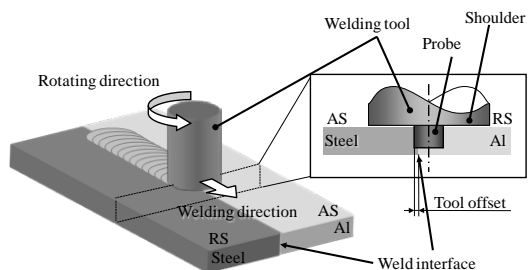 Welding tool
Shoulder
Probe
Rotating direction
AS
RS
Steel
Al
Welding direction
AS
Al
Tool offset
RS
Steel
Weld interface